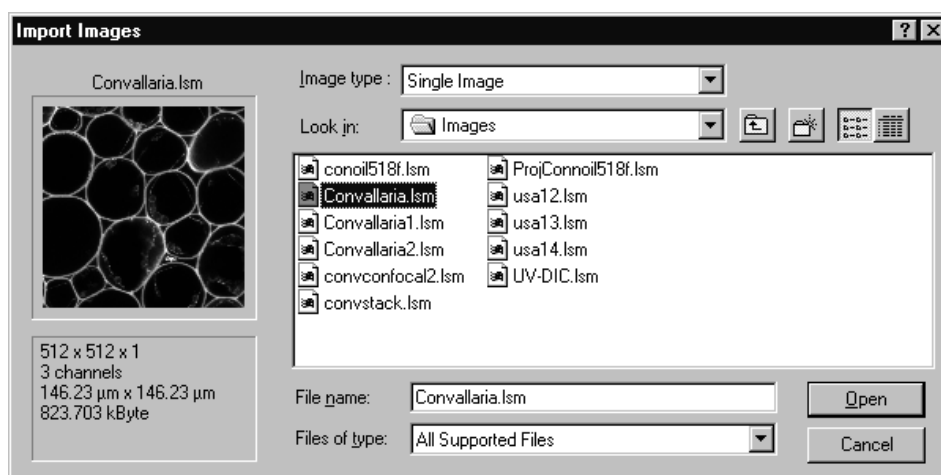 Import Images
Convallaria.lsm
Image type : Single Image
Look in: Images
conoil518f.lsm
Convallaria.lsm
Convallaria1.lsm
Convallaria2.lsm
convconfocal2.lsm
convstack.lsm
ProjConnoil518f.lsm
usa12.lsm
usa13.lsm
usa14.lsm
UV-DIC.lsm
512 x 512 x 1
3 channels
146.23 µm x 146.23 µm
823.703 kByte
File name: Convallaria.lsm
Open
Files of type: All Supported Files
Cancel